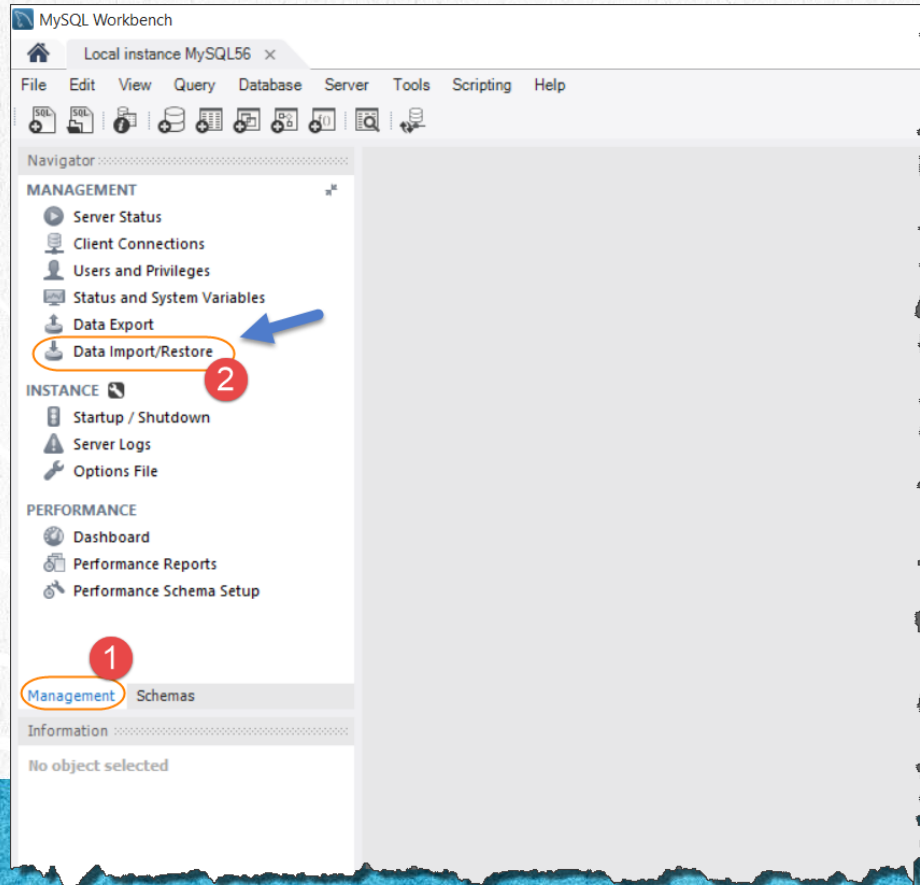 MySQL Workbench
Local instance MySQL56
File Edit View Query Database Server Tools Scripting Help
SQL SQL
Navigator
MANAGEMENT
Server Status
Client Connections
Users and Privileges
Status and System Variables
Data Export
Data Import/Restore
2
INSTANCE
Startup / Shutdown
Server Logs
Options File
PERFORMANCE
Dashboard
Performance Reports
Performance Schema Setup
1
Management Schemas
Information
No object selected